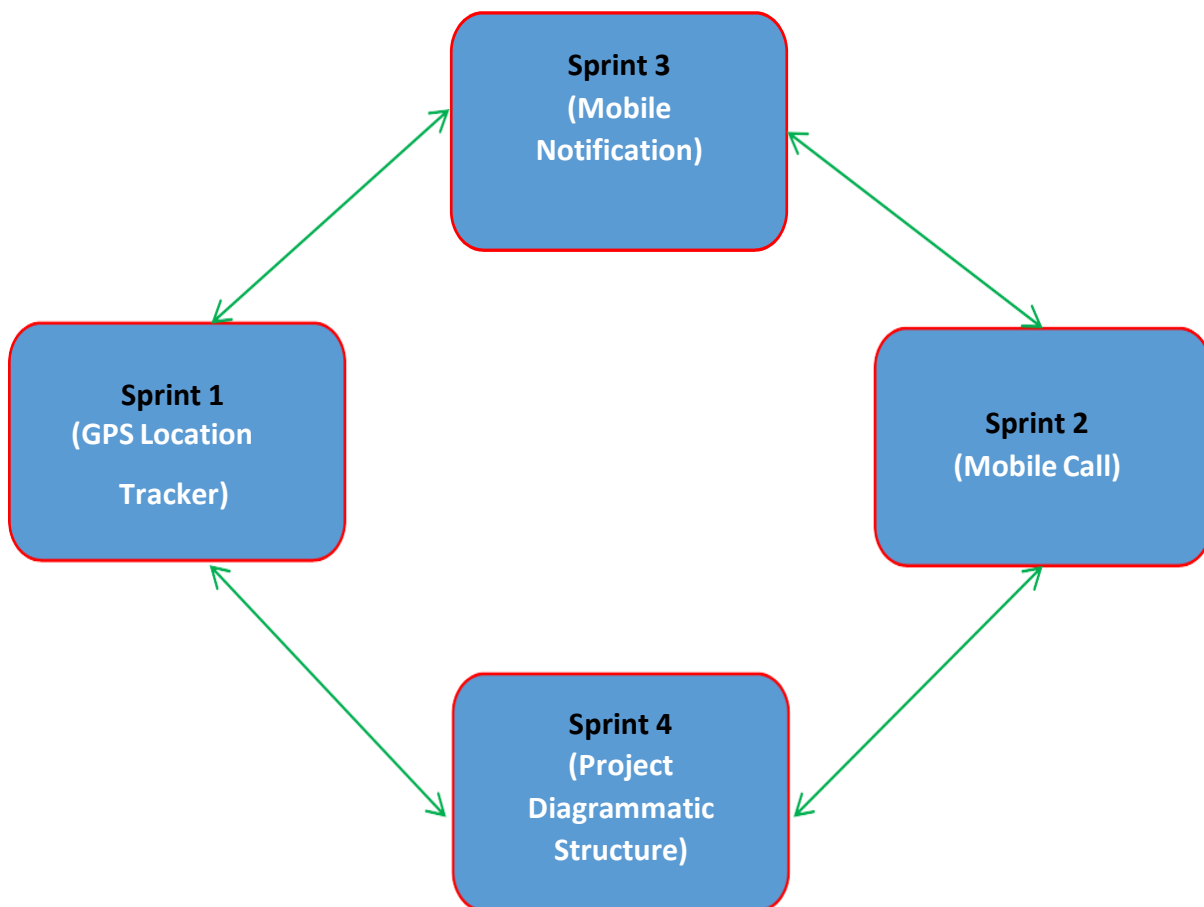 Sprint 3
(Mobile
Notification)
Sprint 1
(GPS Location
Tracker)
Sprint 2
(Mobile Call)
Sprint 4
(Project
Diagrammatic
Structure)